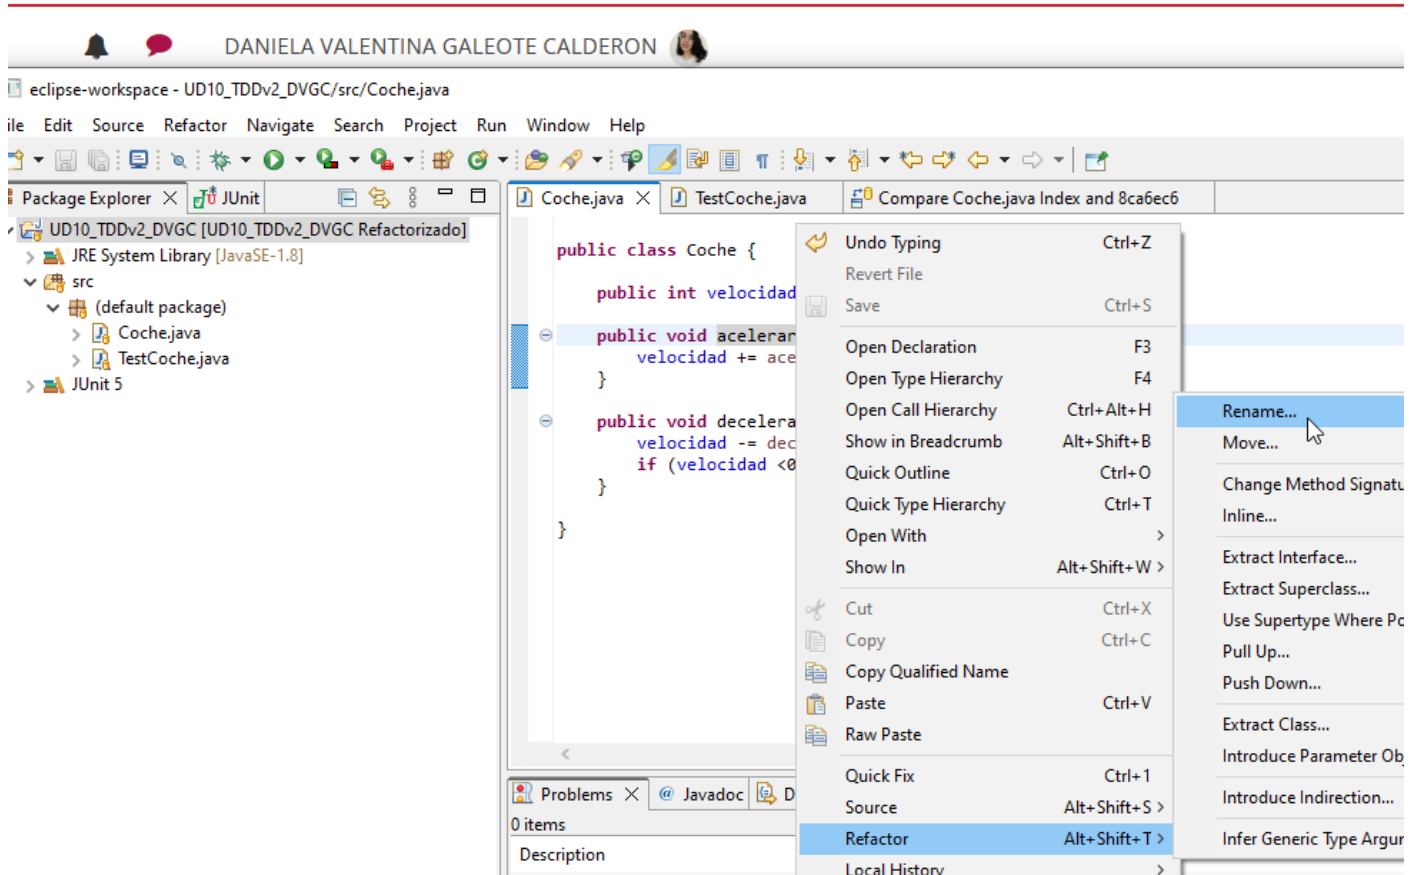 DANIELA VALENTINA GALEOTE CALDERON
eclipse-workspace - UD10_TDDv2_DVGC/src/Coche.java
ile Edit Source Refactor Navigate Search Project Run Window Help
Package Explorer JUnit
Coche.java TestCoche.java Compare Coche.java Index and 8ca6ec6
UD10_TDDv2_DVGC [UD10_TDDv2_DVGC Refactorizado]
JRE System Library [JavaSE-1.8]
src
(default package)
Coche.java
TestCoche.java
JUnit 5
public class Coche {
public int velocidad
public void acelerar
velocidad += ace
}
public void decelera
velocidad -= dec
if (velocidad <0
}
}
Undo Typing Ctrl+Z
Revert File
Save Ctrl+S
Open Declaration F3
Open Type Hierarchy F4
Open Call Hierarchy Ctrl+Alt+H
Show in Breadcrumb Alt+Shift+B
Quick Outline Ctrl+O
Quick Type Hierarchy Ctrl+T
Open With
Show In Alt+Shift+W
Cut Ctrl+X
Copy Ctrl+C
Copy Qualified Name
Paste Ctrl+V
Raw Paste
Quick Fix Ctrl+1
Source Alt+Shift+S
Refactor Alt+Shift+T
Local History
Rename...
Move...
Change Method Signatu
Inline...
Extract Interface...
Extract Superclass...
Use Supertype Where Po
Pull Up...
Push Down...
Extract Class...
Introduce Parameter Obj
Introduce Indirection...
Infer Generic Type Argur
Problems @ Javadoc D
0 items
Description